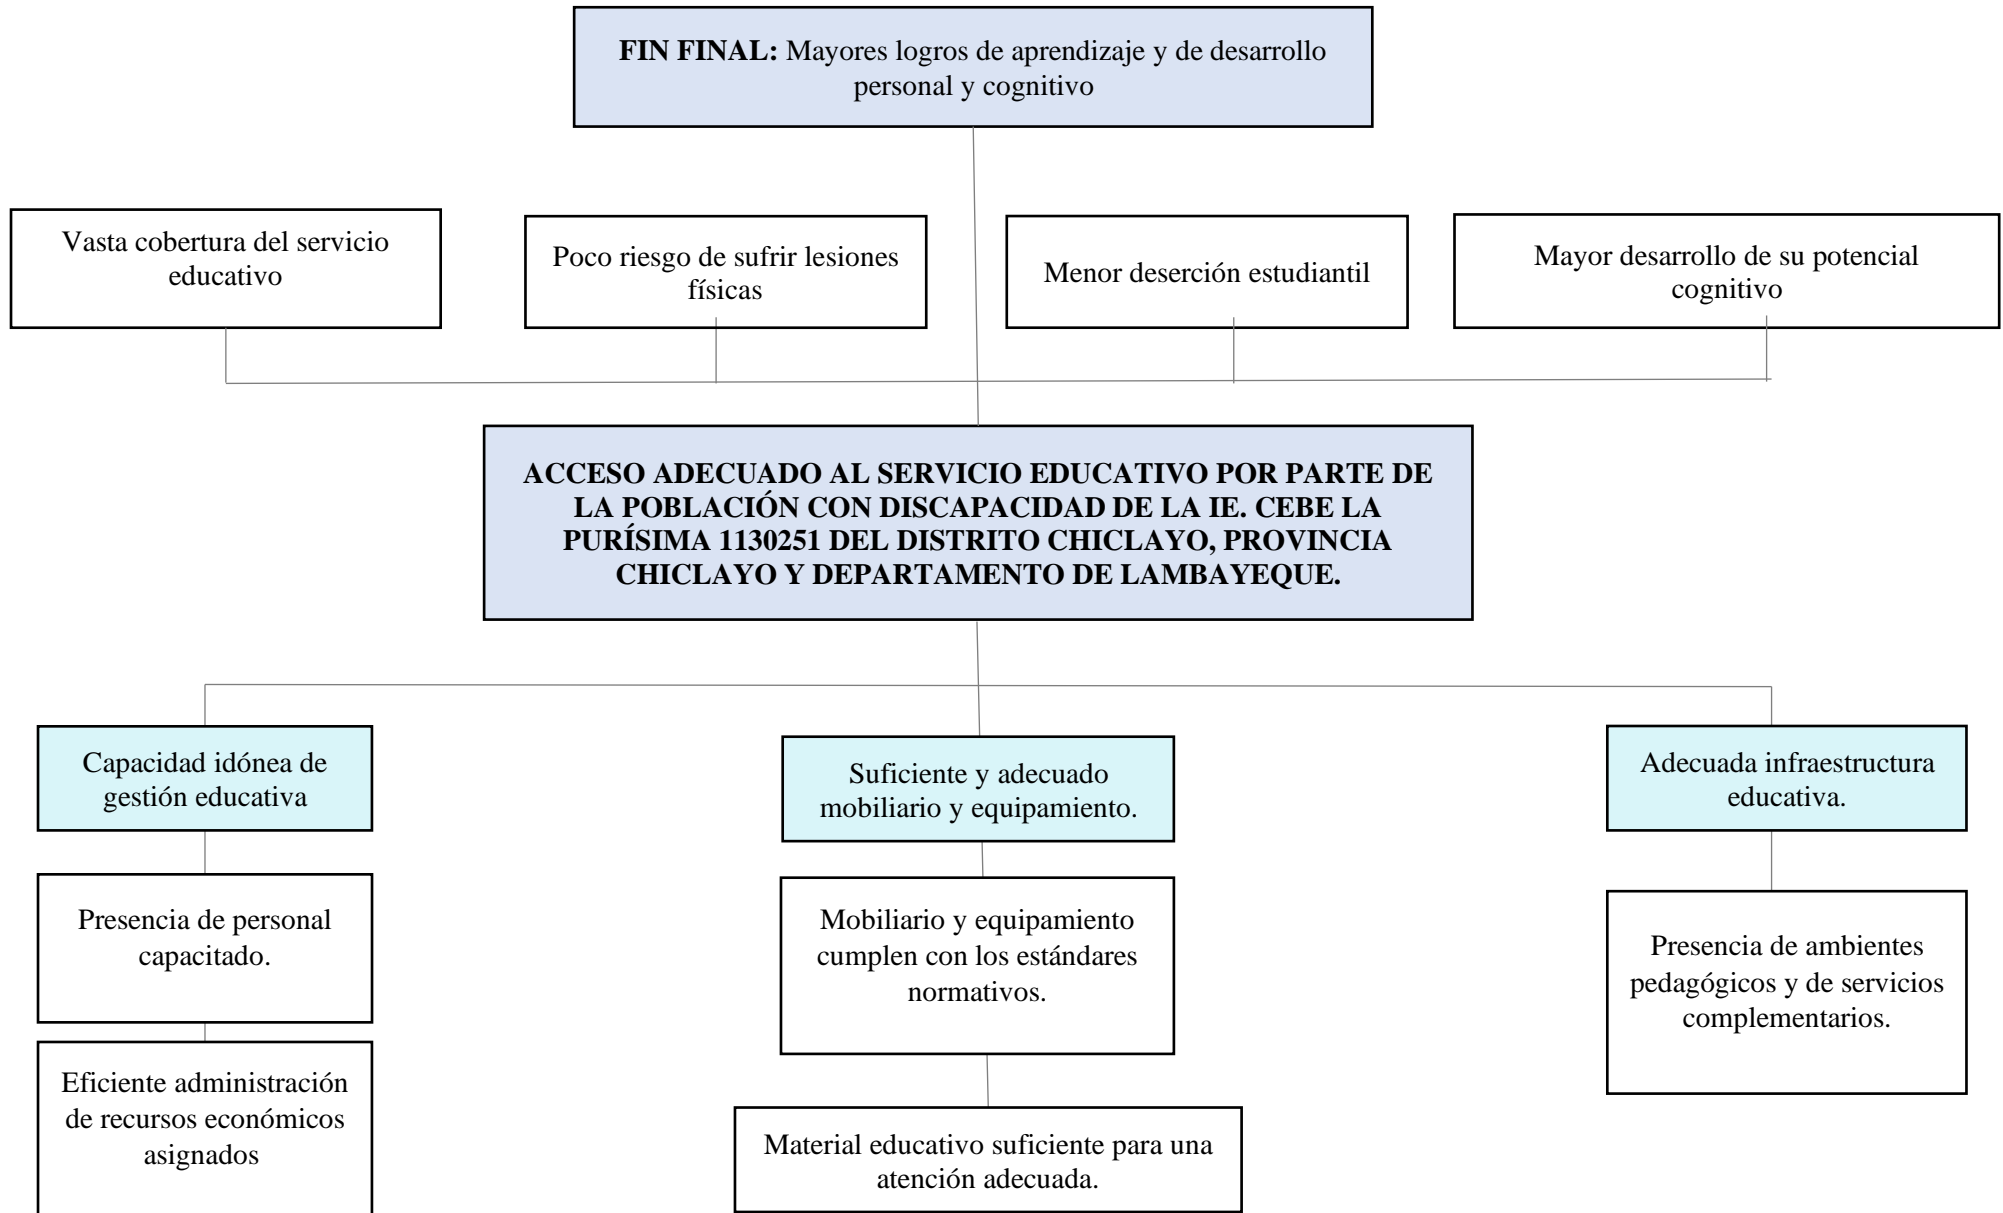 FIN FINAL: Mayores logros de aprendizaje y de desarrollo
personal y cognitivo
Vasta cobertura del servicio
educativo
Poco riesgo de sufrir lesiones
físicas
Menor deserción estudiantil
Mayor desarrollo de su potencial
cognitivo
ACCESO ADECUADO AL SERVICIO EDUCATIVO POR PARTE DE
LA POBLACIÓN CON DISCAPACIDAD DE LA IE. CEBE LA
PURÍSIMA 1130251 DEL DISTRITO CHICLAYO, PROVINCIA
CHICLAYO Y DEPARTAMENTO DE LAMBAYEQUE.
Capacidad idónea de
gestión educativa
Suficiente y adecuado
mobiliario y equipamiento.
Adecuada infraestructura
educativa.
Presencia de personal
capacitado.
Mobiliario y equipamiento
cumplen con los estándares
normativos.
Presencia de ambientes
pedagógicos y de servicios
complementarios.
Eficiente administración
de recursos económicos
asignados
Material educativo suficiente para una
atención adecuada.